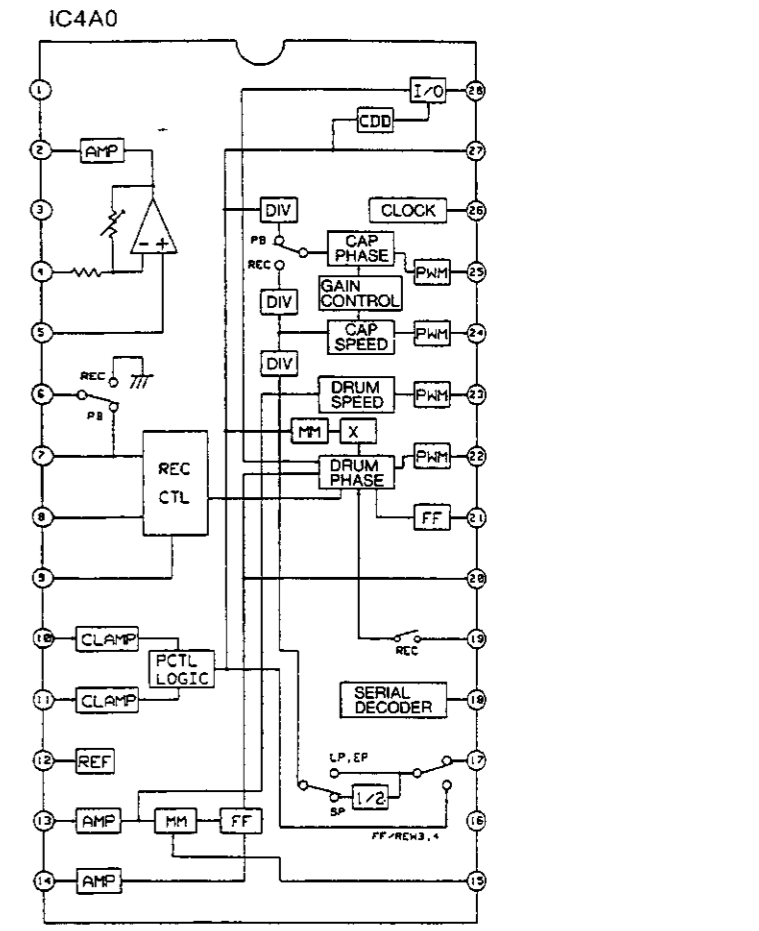 IC4A0
1
I/O
28
CDD
2
AMP
27
3
DIV
CLOCK
26
PB
CAP
PHASE
- +
REC
4
PWM
25
GAIN
CONTROL
DIV
5
CAP
SPEED
PWM
24
DIV
REC
6
DRUM
SPEED
PWM
23
PB
MM
X
7
REC
CTL
DRUM
PHASE
PWM
22
8
FF
21
9
20
10
CLAMP
19
REC
PCTL
LOGIC
11
CLAMP
SERIAL
DECODER
18
12
REF
LP, EP
17
1/2
SP
13
AMP
MM
FF
16
FF/REW3,4
14
AMP
15